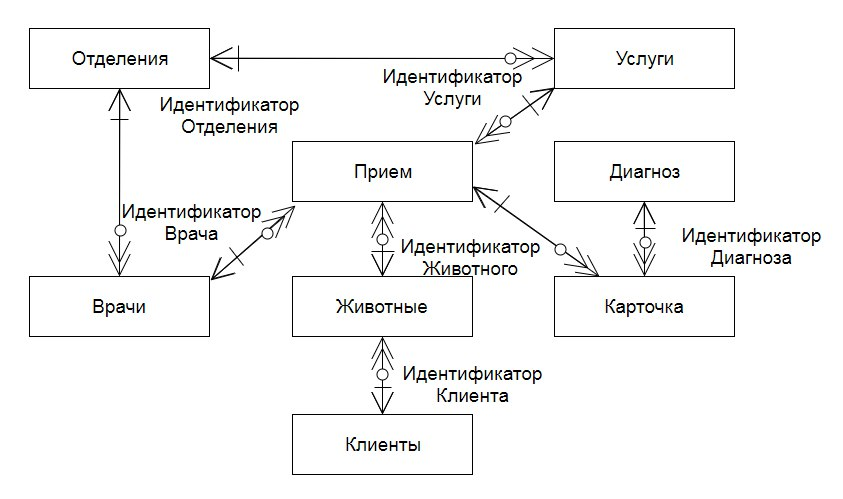 Отделения
Услуги
Идентификатор
Услуги
Идентификатор
Отделения
Прием
Диагноз
Идентификатор
Врача
Идентификатор
Животного
Идентификатор
Диагноза
Врачи
Животные
Карточка
Идентификатор
Клиента
Клиенты